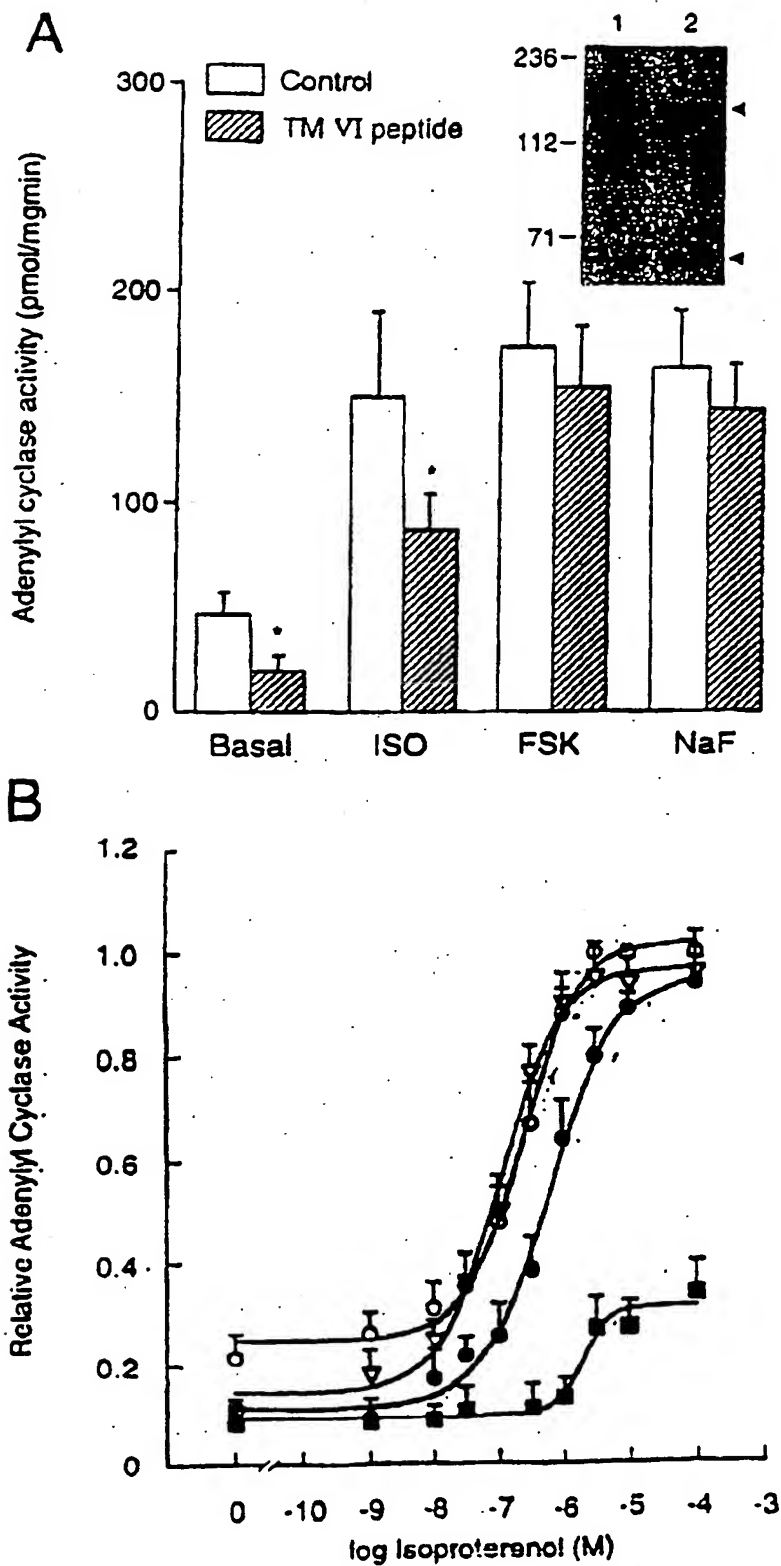 A
1 2
300
Control
TM VI peptide
236
112
71
Adenylyl cyclase activity (pmol/mgmin)
200
100
0
Basal ISO FSK NaF
B
1.2
1.0
0.8
0.6
0.4
0.2
0
Relative Adenylyl Cyclase Activity
0 -10 -9 -8 -7 -6 -5 -4 -3
log Isoproteranol (M)